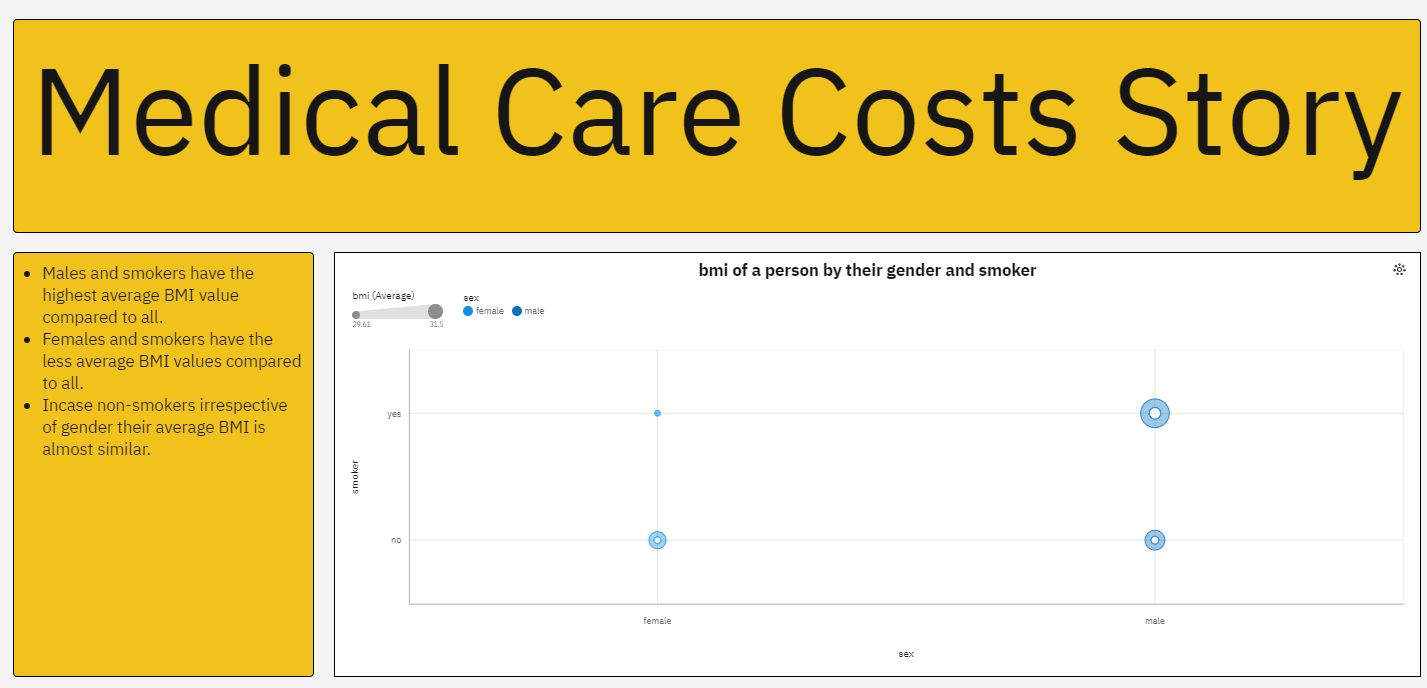 Medical Care Costs Story
• Males and smokers have the
highest average BMI value
compared to all.
• Females and smokers have the
less average BMI values compared
to all.
• Incase non-smokers irrespective
of gender their average BMI is
almost similar.
bmi of a person by their gender and smoker
bmi (Average)
29.61 31.5
sex
female male
yes
smoker
no
female male
sex